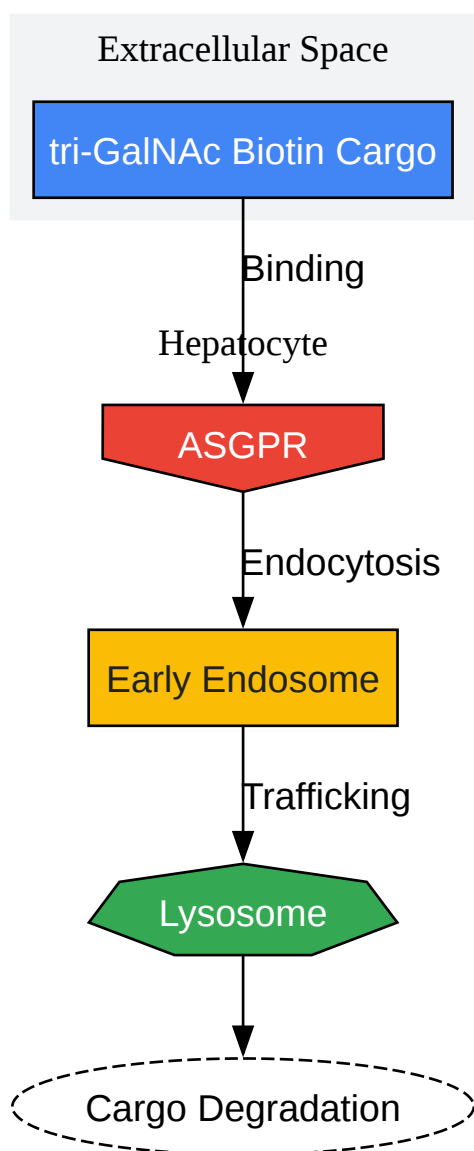 Extracellular Space
tri-GalNAc Biotin Cargo
Binding
Hepatocyte
ASGPR
Endocytosis
Early Endosome
Trafficking
Lysosome
Cargo Degradation